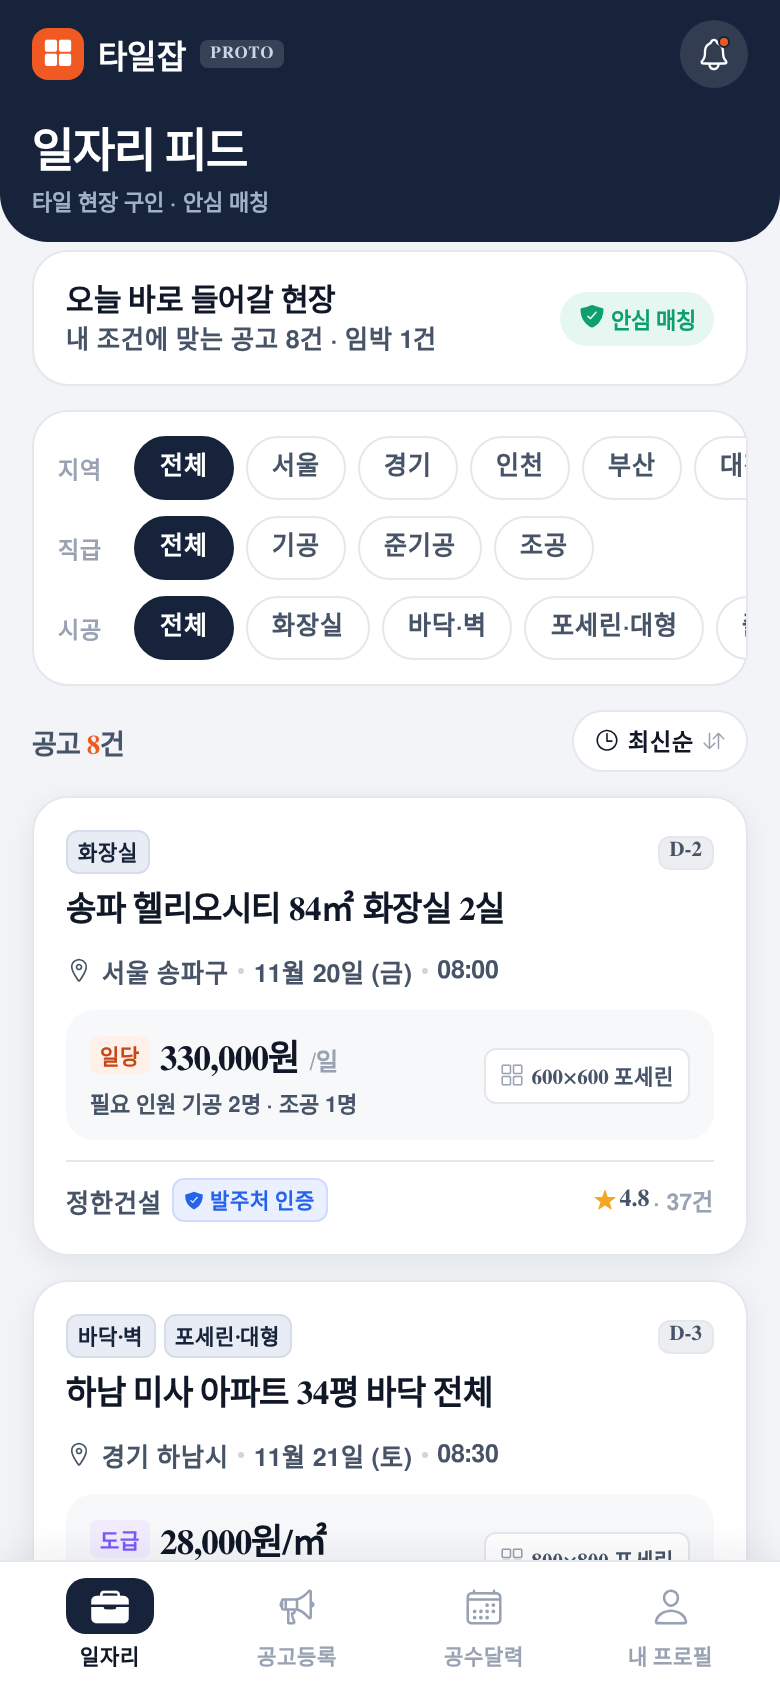 타일잡 PROTO
일자리 피드
타일 현장 구인 · 안심 매칭
오늘 바로 들어갈 현장
내 조건에 맞는 공고 8건 · 임박 1건
안심 매칭
지역 전체 서울 경기 인천 부산
직급 전체 기공 준기공 조공
시공 전체 화장실 바닥·벽 포세린·대형
공고 8건
최신순
화장실
D-2
송파 헬리오시티 84㎡ 화장실 2실
서울 송파구 • 11월 20일 (금) • 08:00
일당 330,000원 /일
필요 인원 기공 2명 · 조공 1명
600×600 포세린
정한건설 발주처 인증
4.8 · 37건
바닥·벽 포세린·대형
D-3
하남 미사 아파트 34평 바닥 전체
경기 하남시 • 11월 21일 (토) • 08:30
도급 28,000원/㎡
800×800 포세린
일자리 공고등록 공수달력 내 프로필